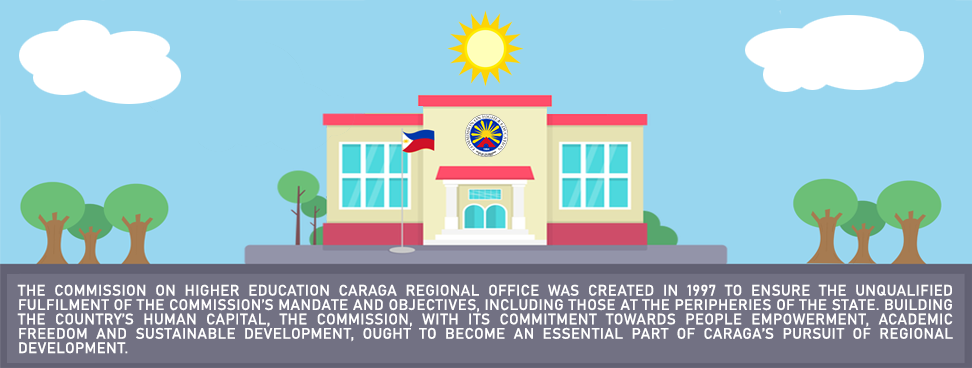 THE COMMISSION ON HIGHER EDUCATION CARAGA REGIONAL OFFICE WAS CREATED IN 1997 TO ENSURE THE UNQUALIFIED
FULFILMENT OF THE COMMISSION'S MANDATE AND OBJECTIVES, INCLUDING THOSE AT THE PERIPHERIES OF THE STATE. BUILDING
THE COUNTRY'S HUMAN CAPITAL, THE COMMISSION, WITH ITS COMMITMENT TOWARDS PEOPLE EMPOWERMENT, ACADEMIC
FREEDOM AND SUSTAINABLE DEVELOPMENT, OUGHT TO BECOME AN ESSENTIAL PART OF CARAGA'S PURSUIT OF REGIONAL
DEVELOPMENT.